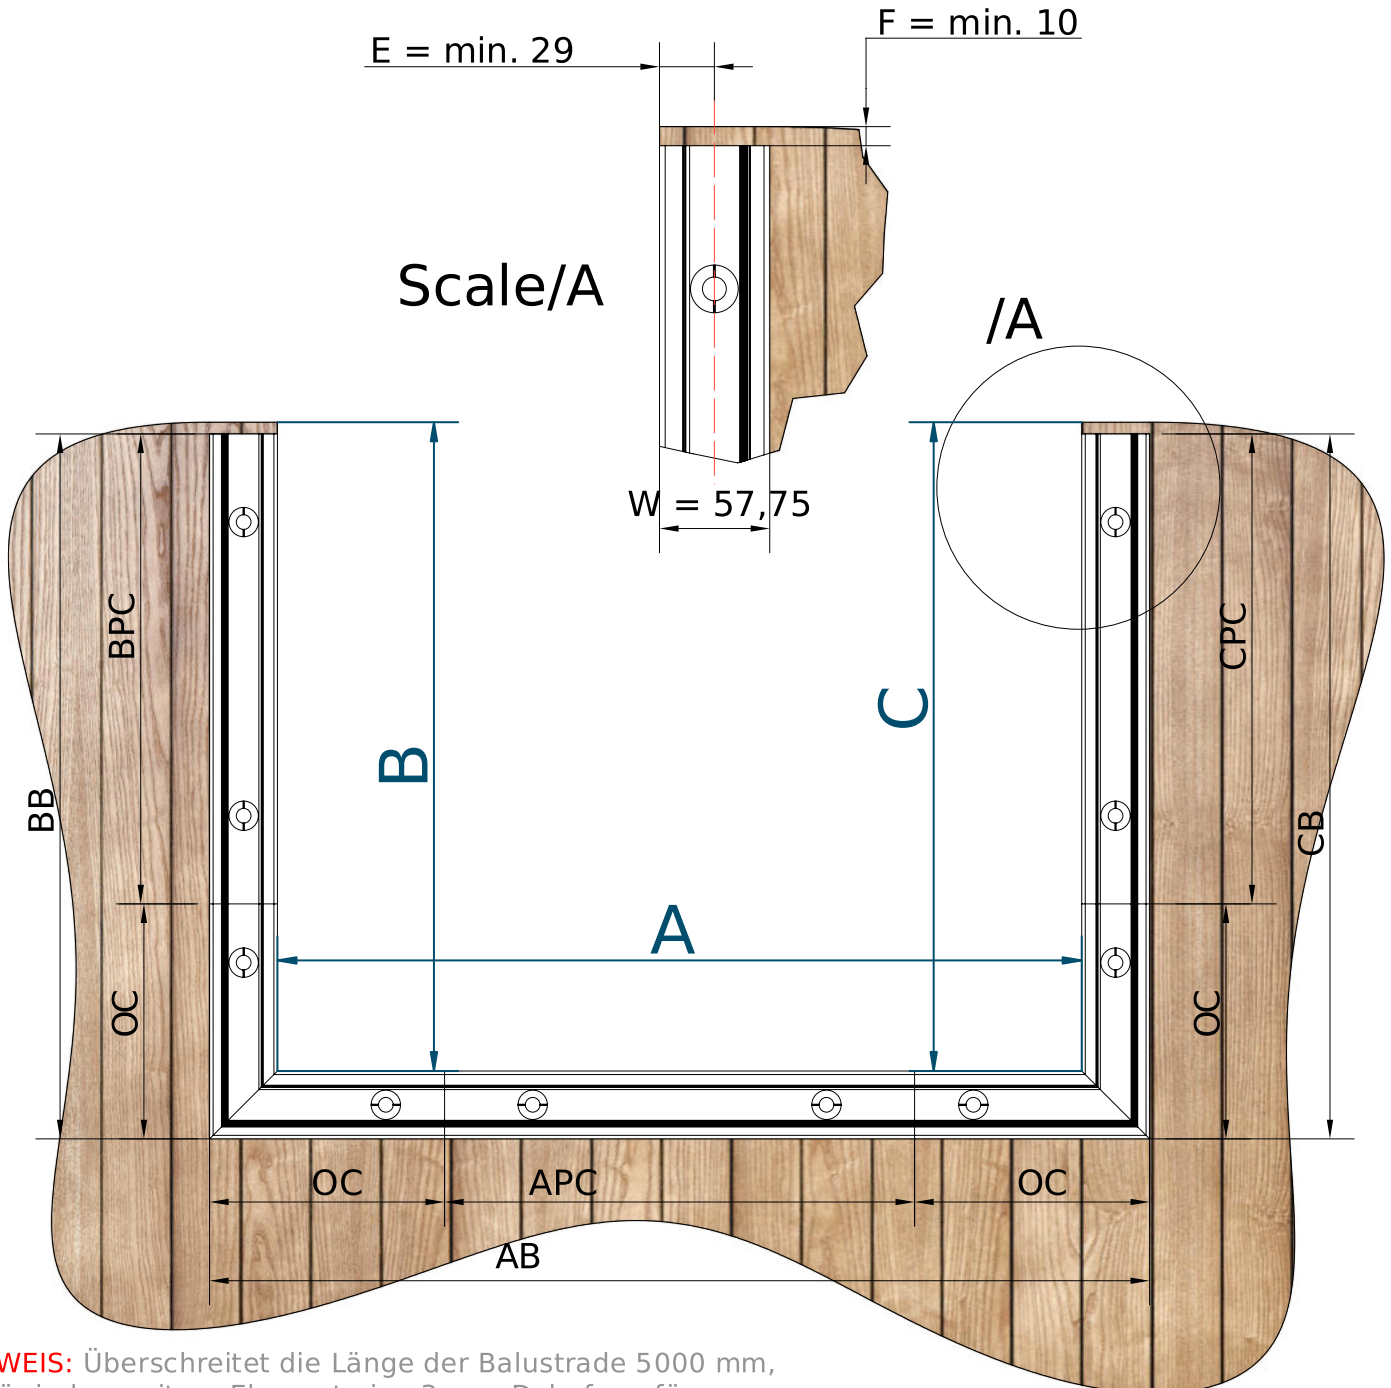 F = min. 10
E = min. 29
Scale/A
/A
W = 57,75
BPC
CPC
C
B
BB
CB
A
OC
OC
OC
APC
OC
AB
WEIS: Überschreitet die Länge der Balustrade 5000 mm,